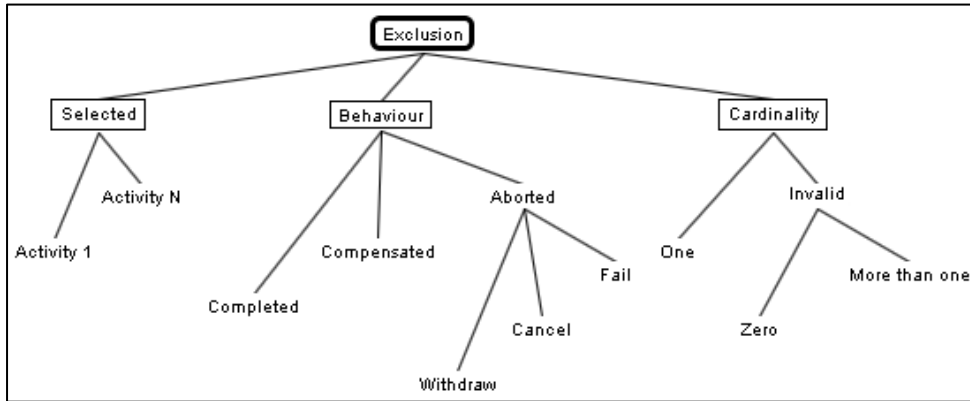 Exclusion
Selected
Behaviour
Cardinality
Activity N
Aborted
Invalid
Activity 1
Compensated
One
Fail
More than one
Completed
Cancel
Zero
Withdraw